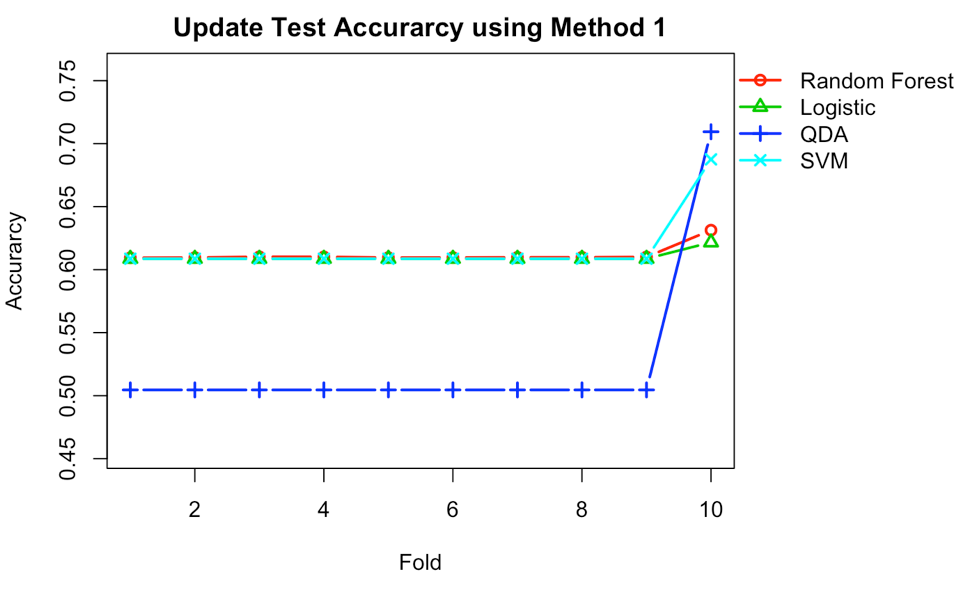 Update Test Accurarcy using Method 1
Accurarcy
0.75
0.70
0.65
0.60
0.55
0.50
0.45
2 4 6 8 10
Fold
Random Forest
Logistic
QDA
SVM